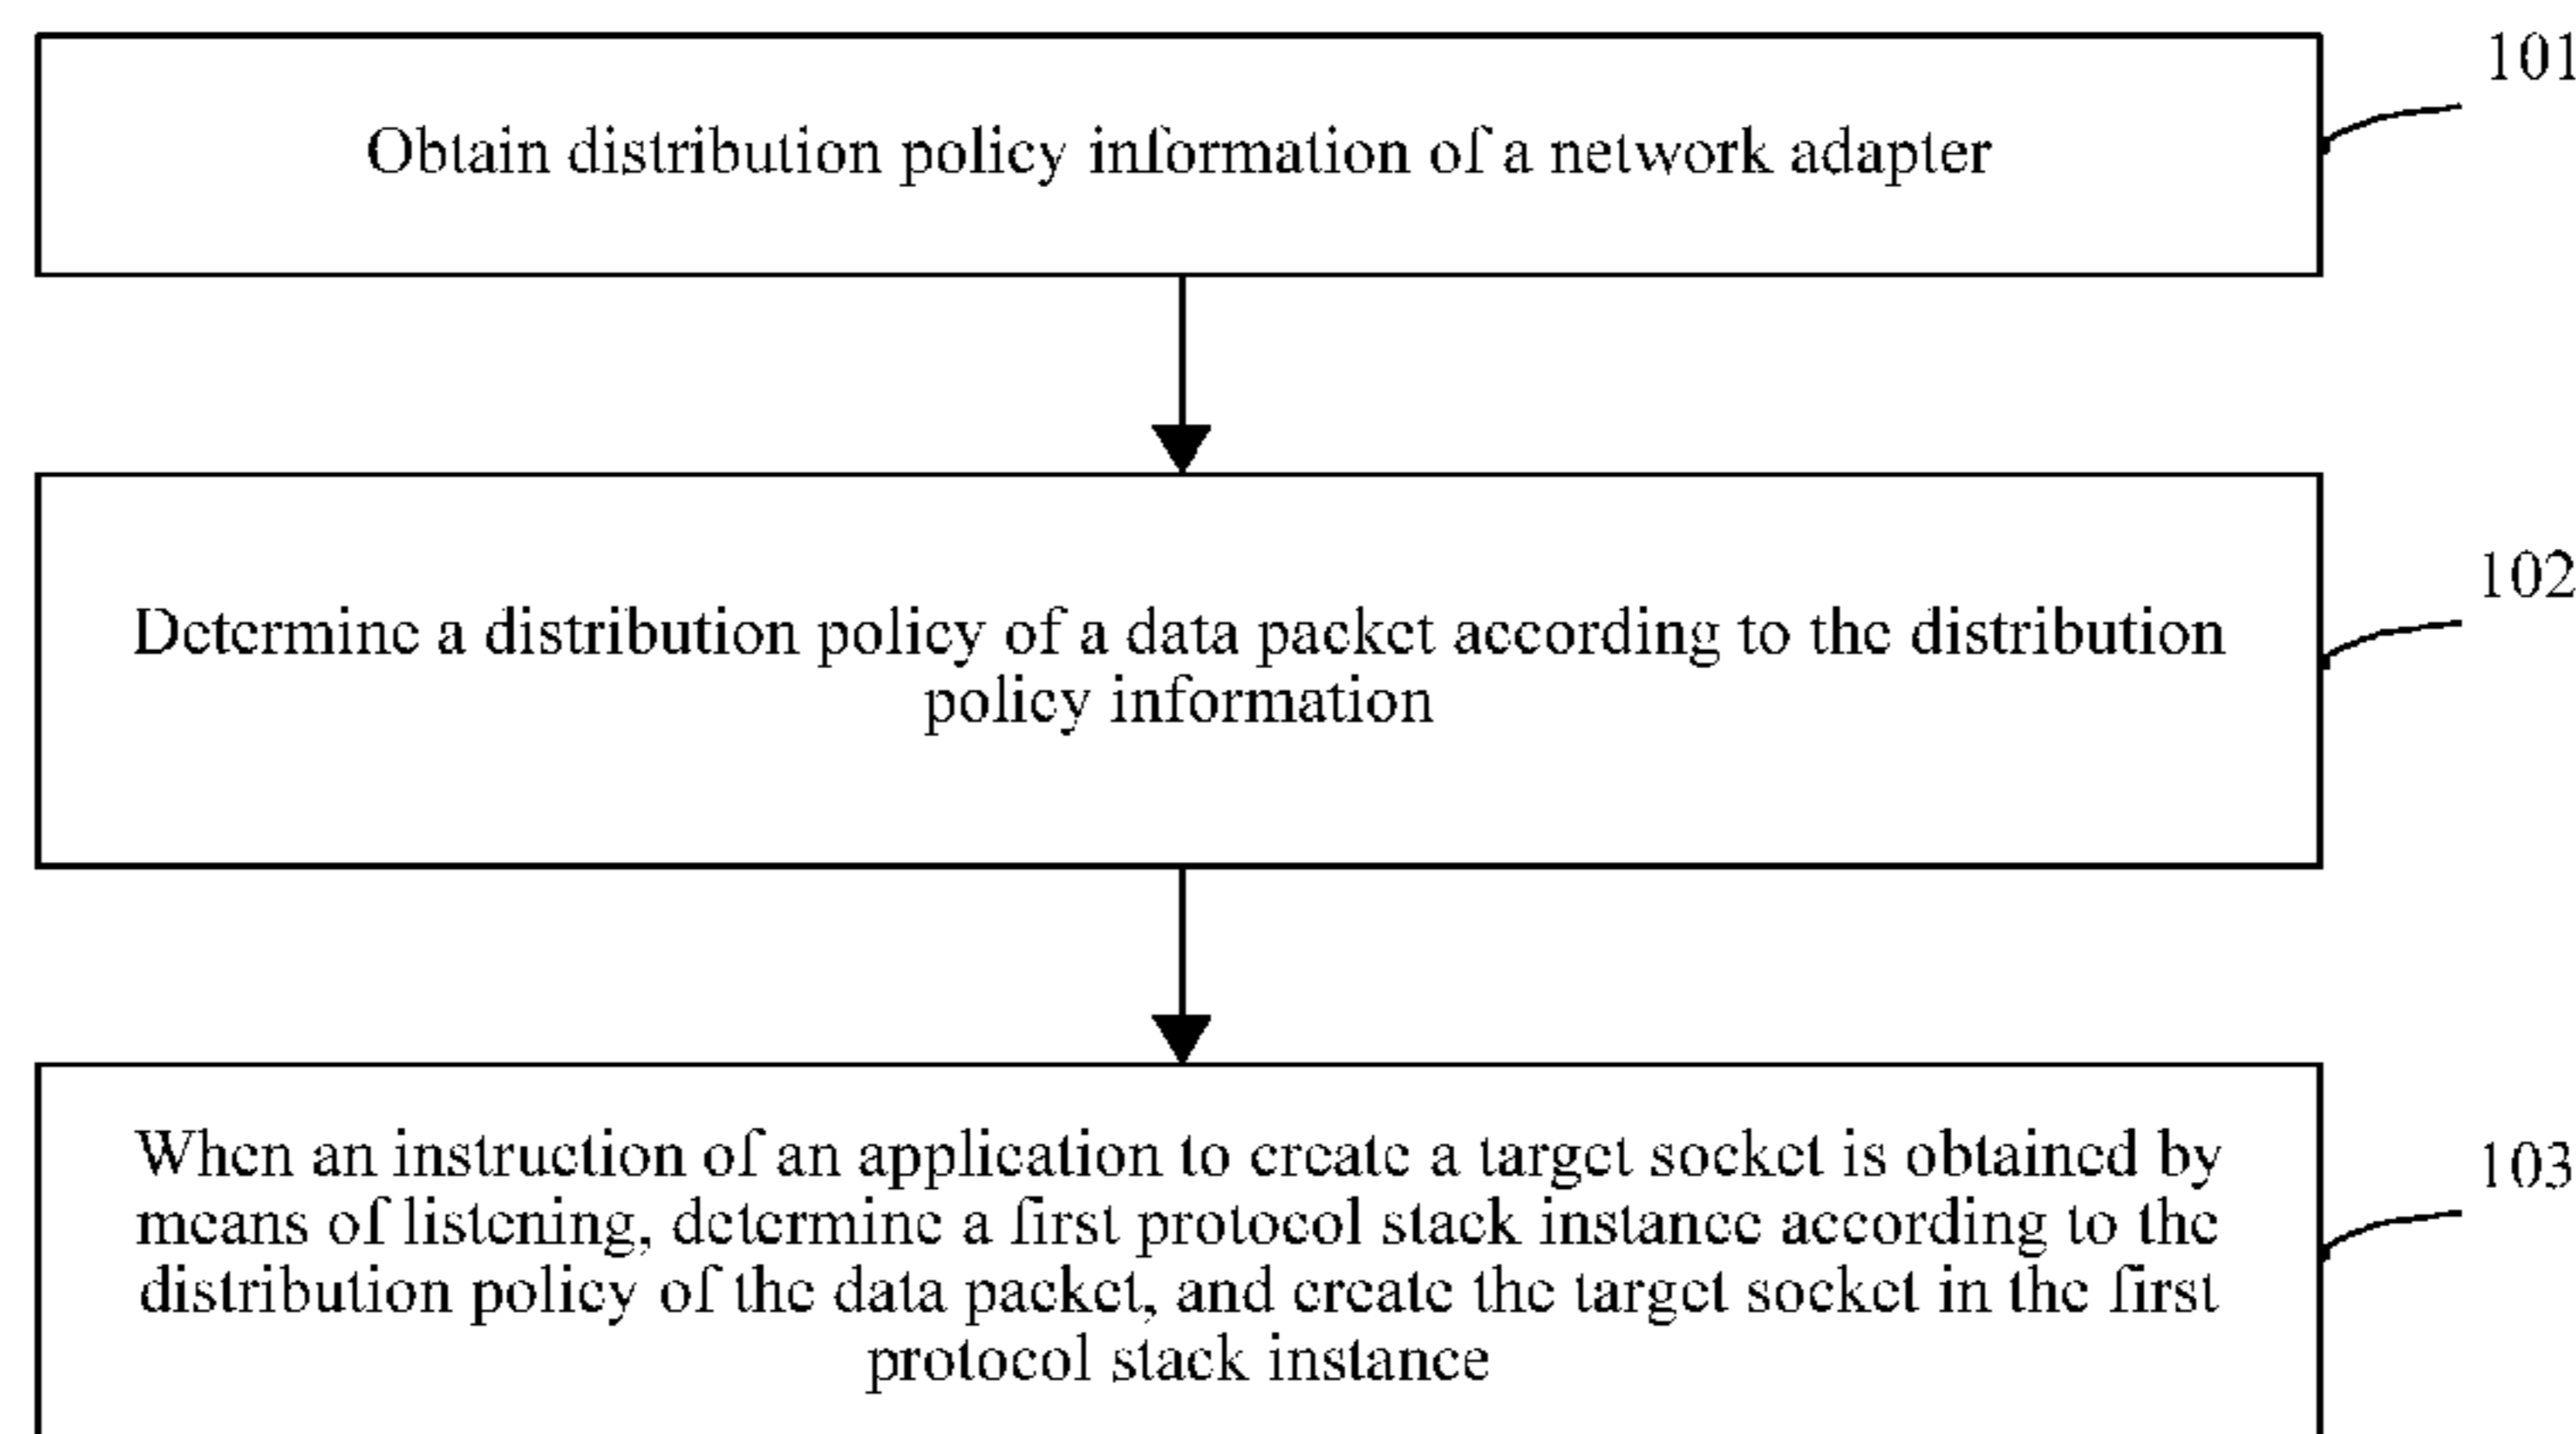 101
Obtain distribution policy information of a network adapter
102
Determine a distribution policy of a data packet according to the distribution
policy information
103
When an instruction of an application to create a target socket is obtained by
means of listening, determine a first protocol stack instance according to the
distribution policy of the data packet, and create the target socket in the first
protocol stack instance